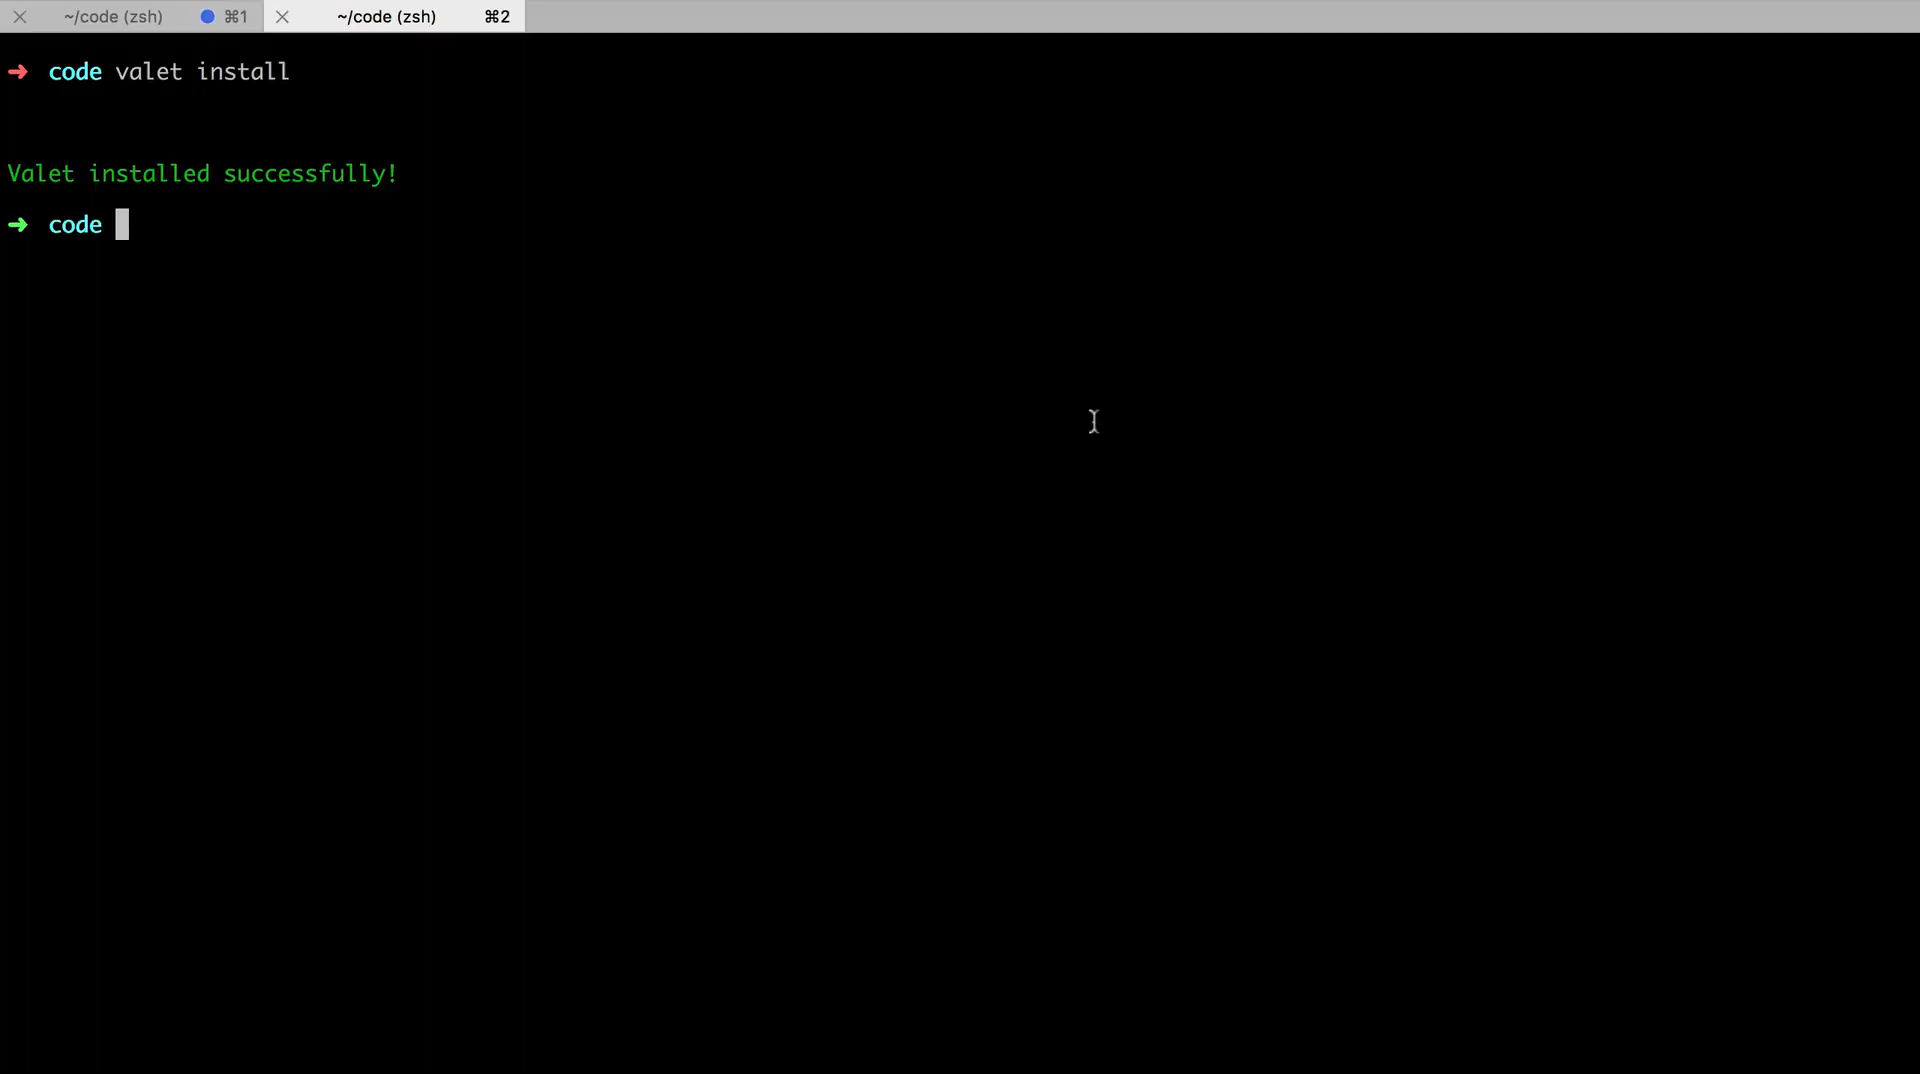 ~/code (zsh) ⌘1 ~/code (zsh) ⌘2
➜ code valet install
Valet installed successfully!
➜ code